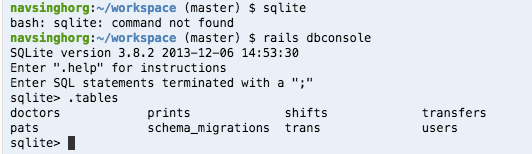 navsinghorg:~/workspace (master) $ sqlite
bash: sqlite: command not found
navsinghorg:~/workspace (master) $ rails dbconsole
SQLite version 3.8.2 2013-12-06 14:53:30
Enter ".help" for instructions
Enter SQL statements terminated with a ";"
sqlite> .tables
doctors prints shifts transfers
pats schema_migrations trans users
sqlite>